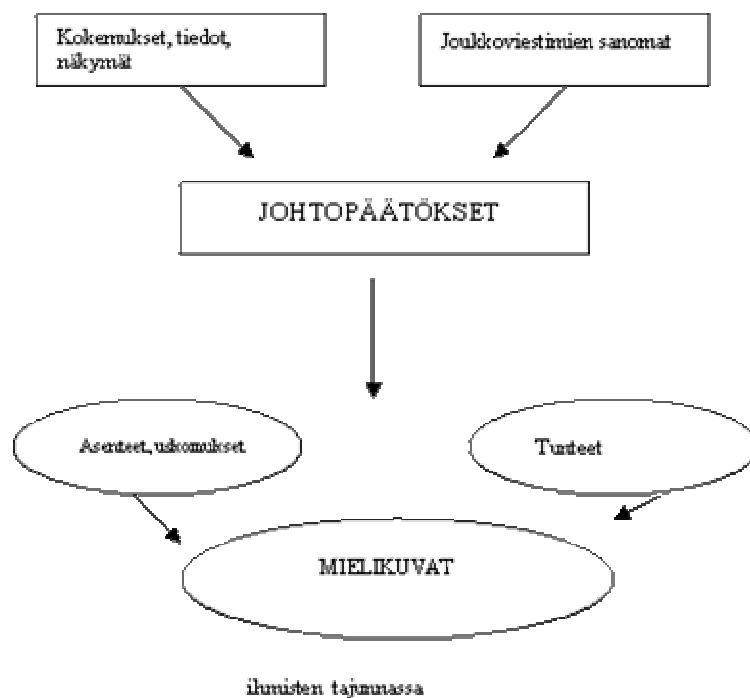 Kokemukset, tiedot,
näkymät
Joukkoviestimien sanomat
JOHTOPÄÄTÖKSET
Asenteet, uskomukset
Tunteet
MIELIKUVAT
ihmisten tajunnassa